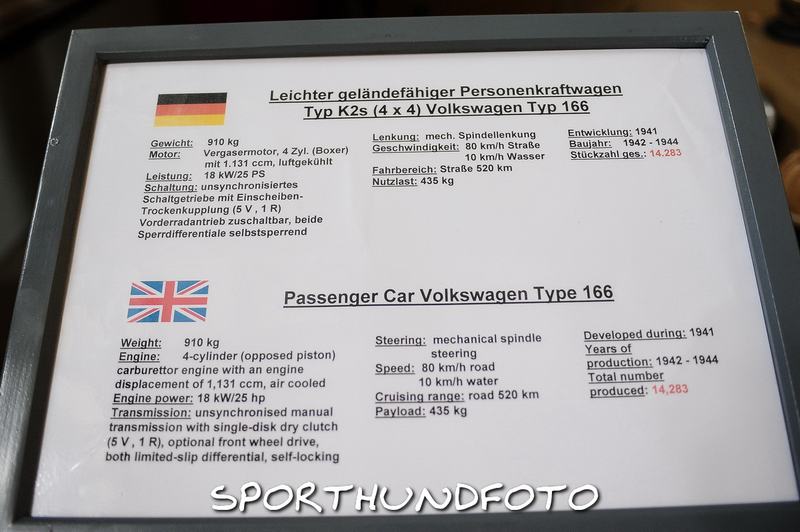 Leichter geländefähiger Personenkraftwagen
Typ K2s (4 x 4) Volkswagen Typ 166
Gewicht: 910 kg
Motor: Vergasermotor, 4 Zyl. (Boxer)
mit 1.131 ccm, luftgekühlt
Leistung: 18 kW/25 PS
Schaltung: unsynchronisiertes
Schaltgetriebe mit Einscheiben-
Trockenkupplung (5 V , 1 R)
Vorderradantrieb zuschaltbar, beide
Sperrdifferentiale selbstsperrend
Lenkung: mech. Spindellenkung
Geschwindigkeit: 80 km/h Straße
10 km/h Wasser
Fahrbereich: Straße 520 km
Nutzlast: 435 kg
Entwicklung: 1941
Baujahr: 1942 - 1944
Stückzahl ges.: 14.283
Passenger Car Volkswagen Type 166
Weight: 910 kg
Engine: 4-cylinder (opposed piston)
carburettor engine with an engine
displacement of 1,131 ccm, air cooled
Engine power: 18 kW/25 hp
Transmission: unsynchronised manual
transmission with single-disk dry clutch
(5 V , 1 R), optional front wheel drive,
both limited-slip differential, self-locking
Steering: mechanical spindle
steering
Speed: 80 km/h road
10 km/h water
Cruising range: road 520 km
Payload: 435 kg
Developed during: 1941
Years of
production: 1942 - 1944
Total number
produced: 14,283
SPORTHUNDFOTO